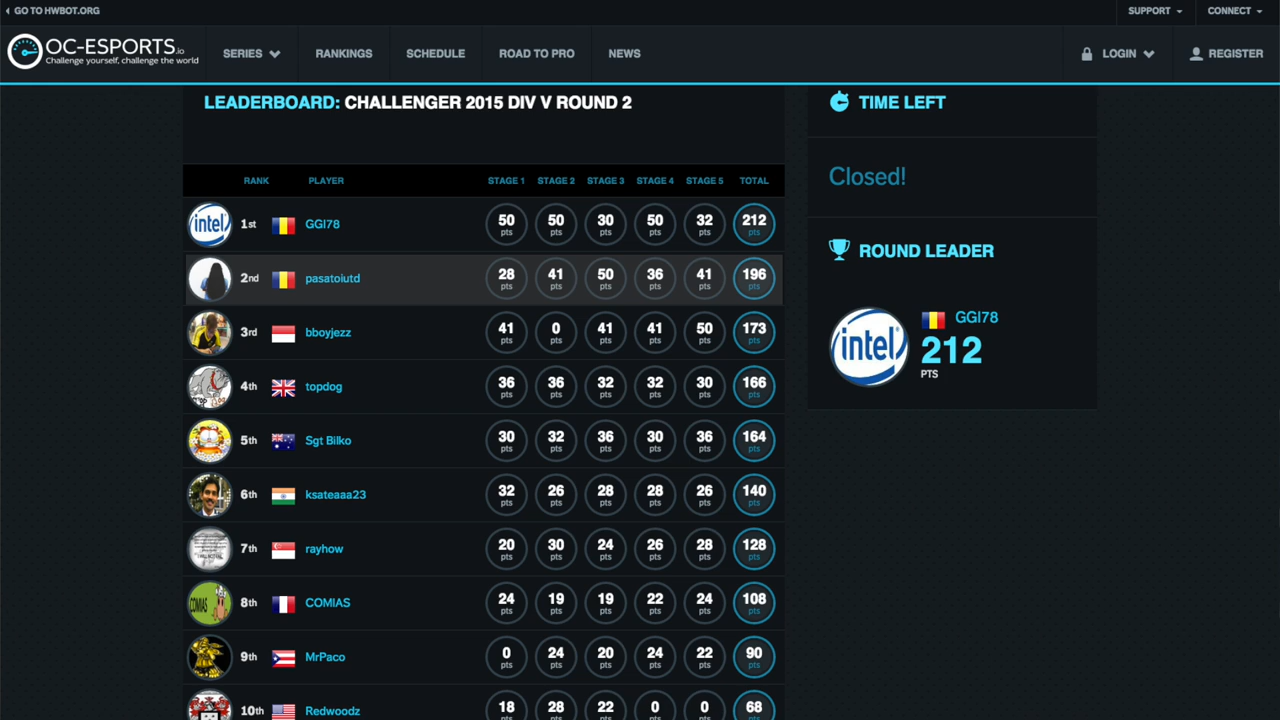 GO TO HWBOT.ORG
SUPPORT
CONNECT
OC-ESPORTS.io
Challenge yourself, challenge the world
SERIES
RANKINGS
SCHEDULE
ROAD TO PRO
NEWS
LOGIN
REGISTER
LEADERBOARD: CHALLENGER 2015 DIV V ROUND 2
RANK PLAYER STAGE 1 STAGE 2 STAGE 3 STAGE 4 STAGE 5 TOTAL
intel 1st GGI78 50 50 30 50 32 212
pts pts pts pts pts pts
2nd pasatoiutd 28 41 50 36 41 196
pts pts pts pts pts pts
3rd bboyjezz 41 0 41 41 50 173
pts pts pts pts pts pts
4th topdog 36 36 32 32 30 166
pts pts pts pts pts pts
5th Sgt Bilko 30 32 36 30 36 164
pts pts pts pts pts pts
6th ksateaaa23 32 26 28 28 26 140
pts pts pts pts pts pts
7th rayhow 20 30 24 26 28 128
pts pts pts pts pts pts
COMIAS 8th COMIAS 24 19 19 22 24 108
pts pts pts pts pts pts
9th MrPaco 0 24 20 24 22 90
pts pts pts pts pts pts
10th Redwoodz 18 28 22 0 0 68
TIME LEFT
Closed!
ROUND LEADER
intel
GGI78
212
PTS